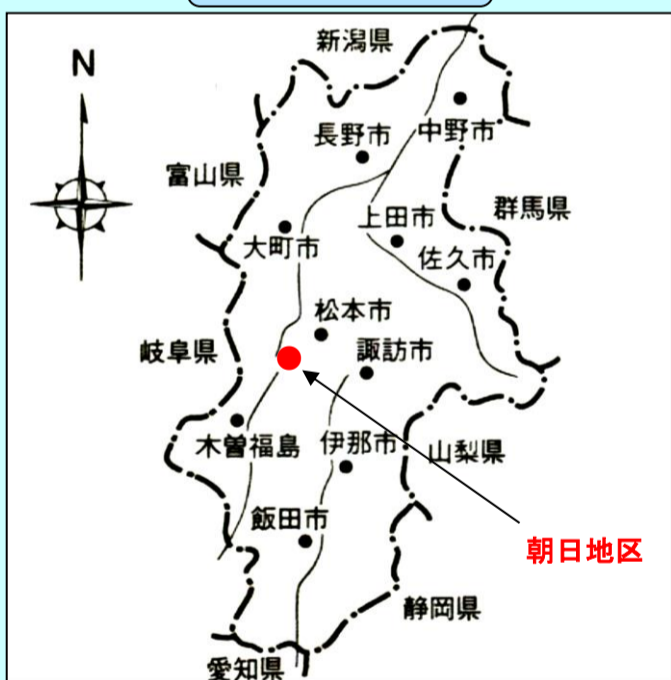 新潟県
N
長野市
中野市
富山県
上田市
群馬県
大町市
佐久市
松本市
岐阜県
諏訪市
木曽福島
伊那市
山梨県
飯田市
朝日地区
静岡県
愛知県